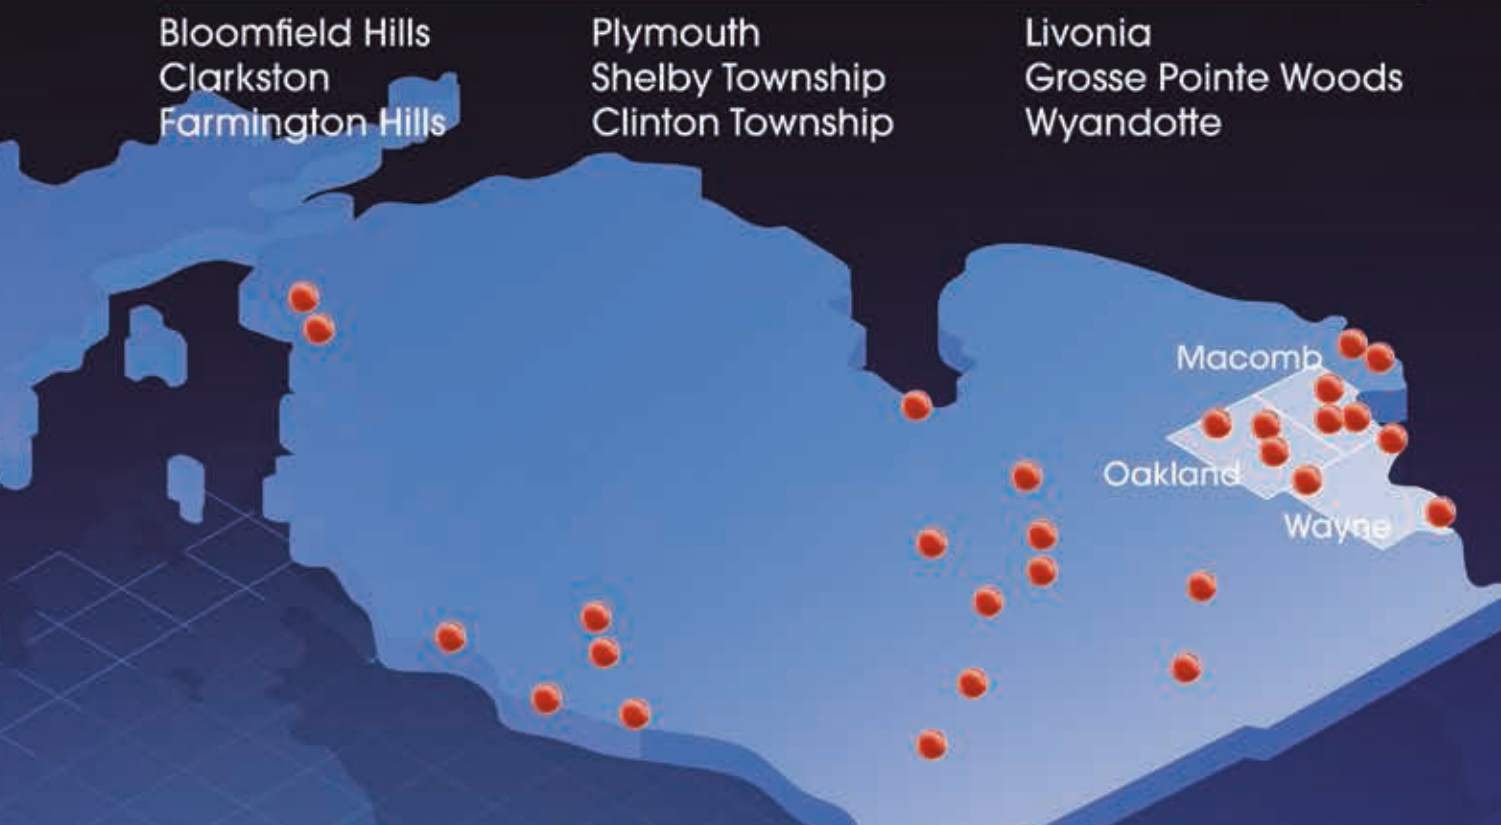 Bloomfield Hills
Clarkston
Farmington Hills
Plymouth
Shelby Township
Clinton Township
Livonia
Grosse Pointe Woods
Wyandotte
Macomb
Oakland
Wayne